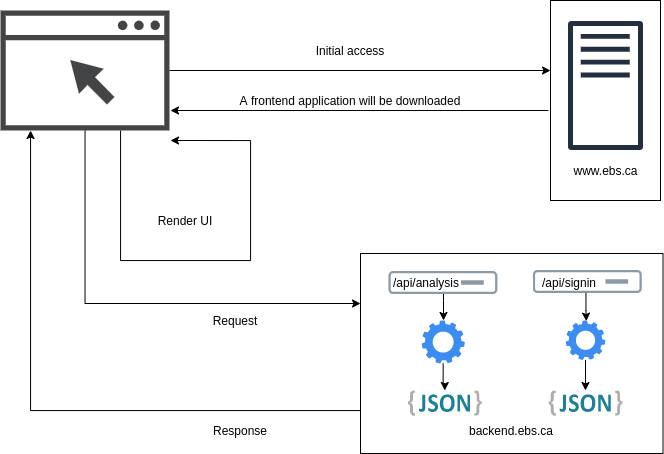 Initial access
A frontend application will be downloaded
www.ebs.ca
Render UI
/api/analysis
/api/signin
Request
{JSON}
{JSON}
Response
backend.ebs.ca